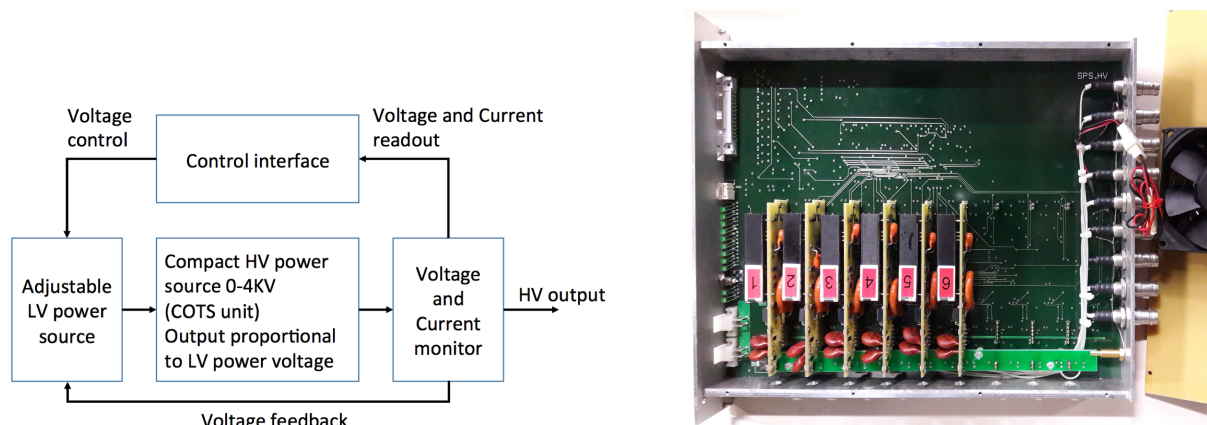 Voltage
control
Control interface
Voltage and Current
readout
Adjustable
LV power
source
Compact HV power
source 0-4KV
(COTS unit)
Output proportional
to LV power voltage
Voltage
and
Current
monitor
HV output
Voltage feedback
SPS.HV
1
2
3
4
5
6